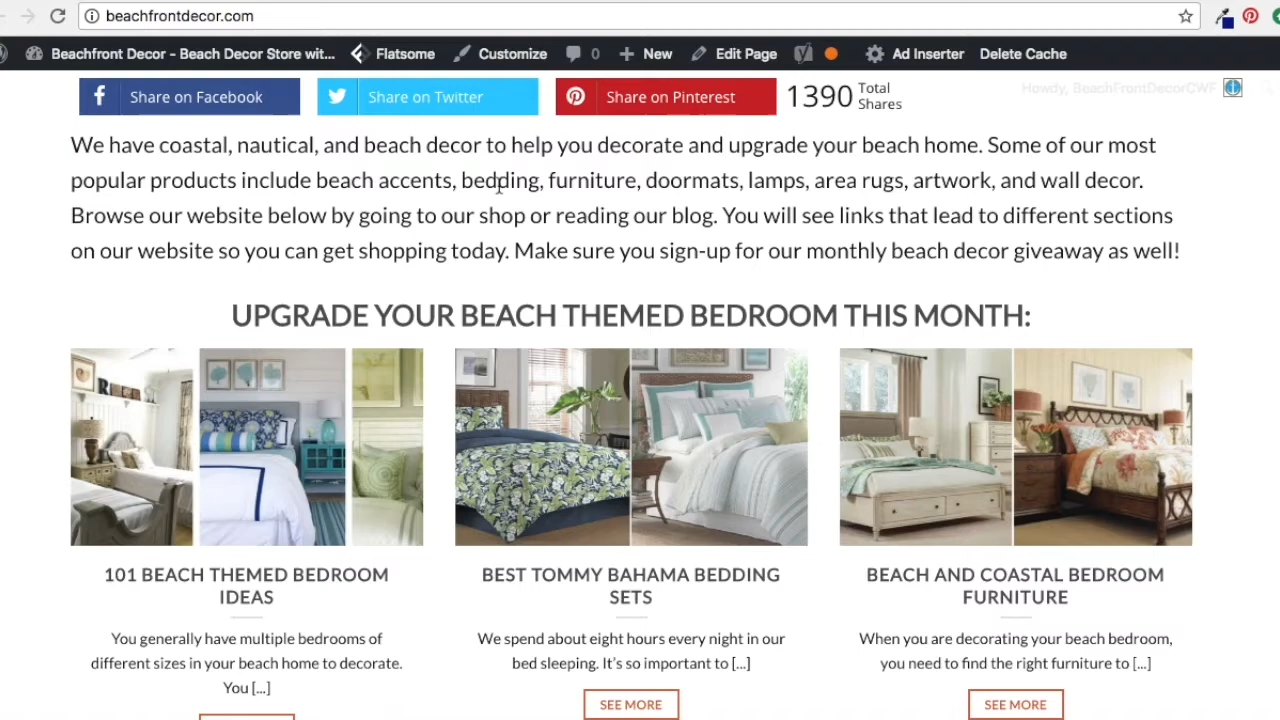 beachfrontdecor.com
Beachfront Decor - Beach Decor Store wit... Flatsome Customize 0 New Edit Page Ad Inserter Delete Cache
Share on Facebook Share on Twitter Share on Pinterest 1390 Total Shares Howdy, BeachFrontDecorCWF
We have coastal, nautical, and beach decor to help you decorate and upgrade your beach home. Some of our most
popular products include beach accents, bedding, furniture, doormats, lamps, area rugs, artwork, and wall decor.
Browse our website below by going to our shop or reading our blog. You will see links that lead to different sections
on our website so you can get shopping today. Make sure you sign-up for our monthly beach decor giveaway as well!
UPGRADE YOUR BEACH THEMED BEDROOM THIS MONTH:
101 BEACH THEMED BEDROOM
IDEAS
You generally have multiple bedrooms of
different sizes in your beach home to decorate.
You [...]
BEST TOMMY BAHAMA BEDDING
SETS
We spend about eight hours every night in our
bed sleeping. It's so important to [...]
SEE MORE
BEACH AND COASTAL BEDROOM
FURNITURE
When you are decorating your beach bedroom,
you need to find the right furniture to [...]
SEE MORE